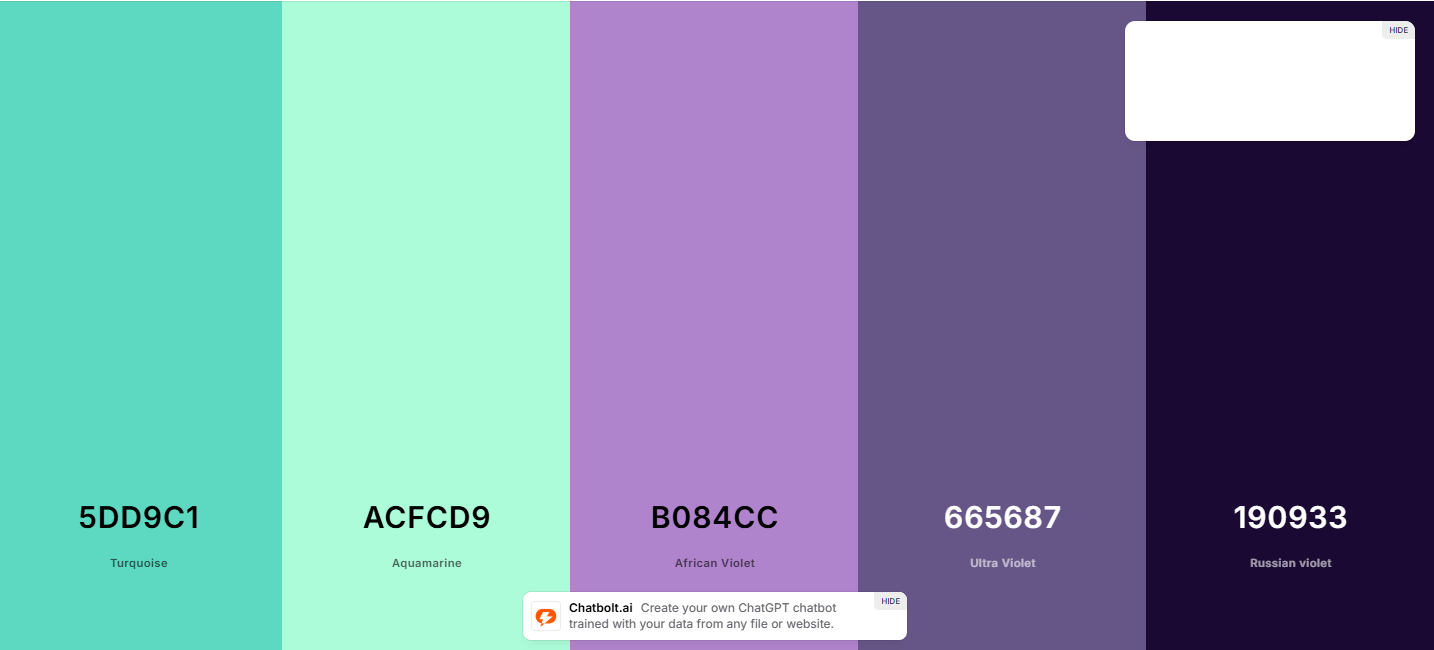 HIDE
5DD9C1
ACFCD9
B084CC
665687
190933
Turquoise
Aquamarine
African Violet
Ultra Violet
Russian violet
Chatbolt.ai Create your own ChatGPT chatbot
trained with your data from any file or website.
HIDE